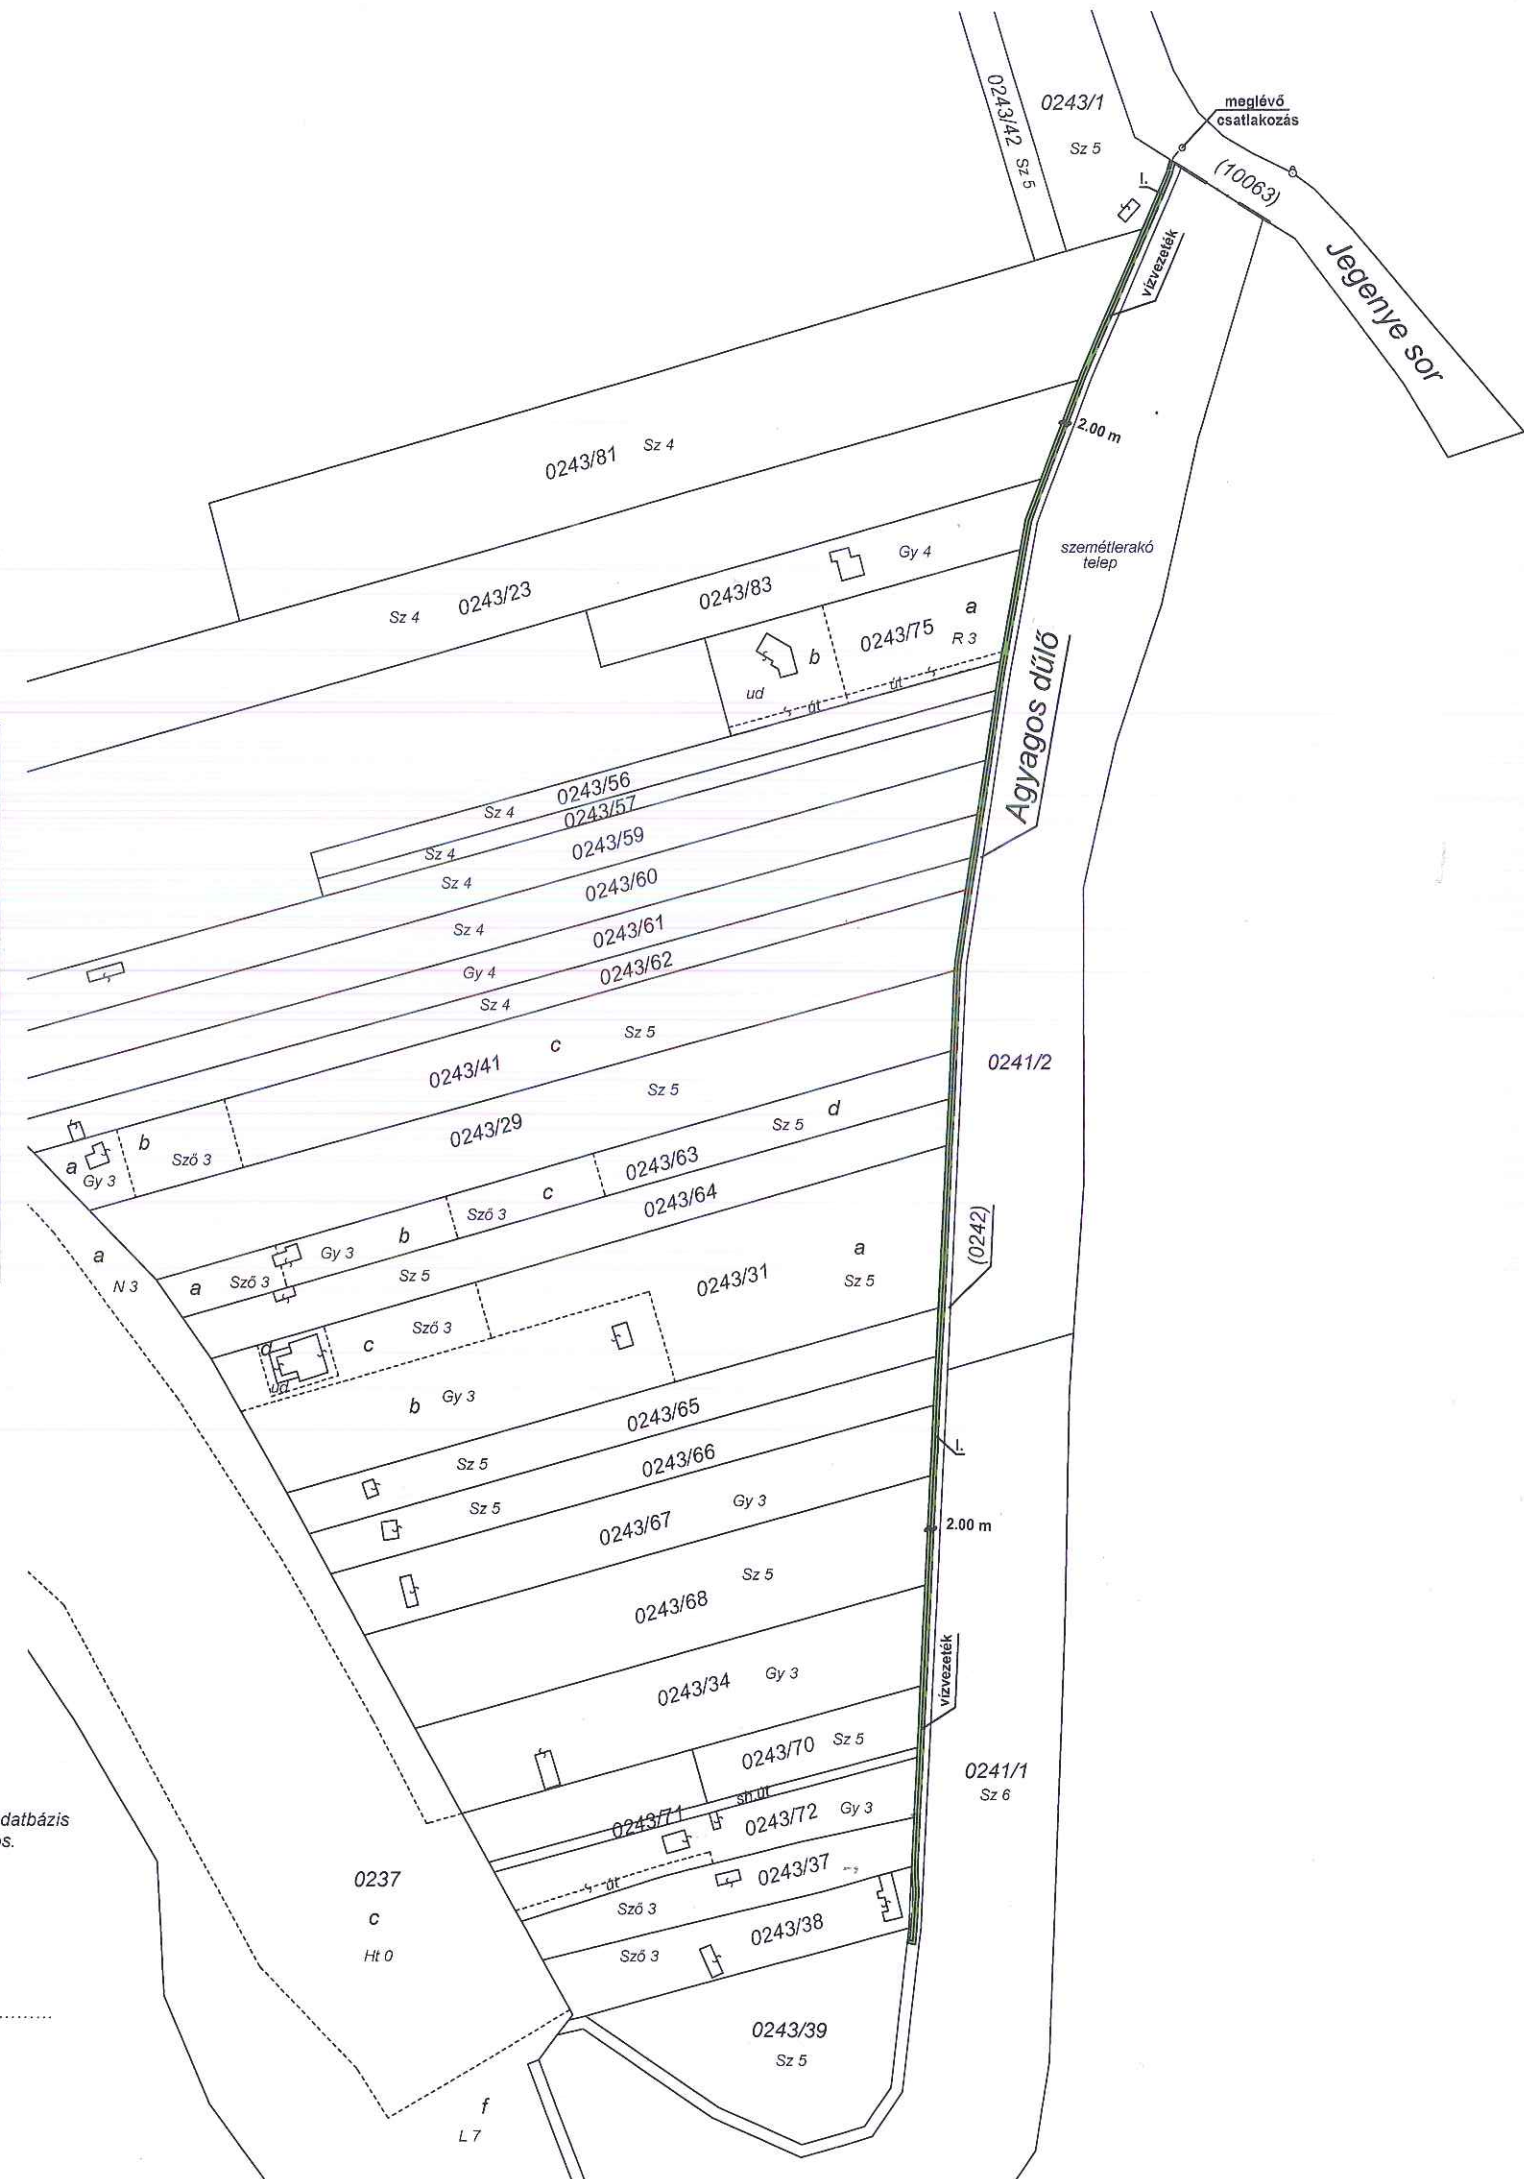 0243/42 Sz 5
0243/1
Sz 5
meglévő
csatlakozás
(10063)
I.
Jegenye sor
vízvezeték
2.00 m
0243/81 Sz 4
szemétlerakó
telep
Sz 4 0243/23
0243/83
Gy 4
0243/75
a
R 3
b
ud
út
út
Agyagos dűlő
0243/56
Sz 4
0243/57
Sz 4
0243/59
Sz 4
0243/60
Sz 4
0243/61
Gy 4
0243/62
Sz 4
0243/41
c
Sz 5
0241/2
0243/29
Sz 5
a
Gy 3
b
Sző 3
0243/63
Sz 5
d
c
Sző 3
b
Gy 3
a
Sző 3
0243/64
Sz 5
a
N 3
(0242)
0243/31
a
Sz 5
Sző 3
c
d
ud
b
Gy 3
0243/65
Sz 5
0243/66
Sz 5
I.
0243/67
Gy 3
2.00 m
0243/68
Sz 5
0243/34
Gy 3
vízvezeték
0243/70
Sz 5
sh.út
0243/71
0243/72
Gy 3
0241/1
Sz 6
út
0243/37
Sző 3
0243/38
Sző 3
datbázis
os.
0237
c
Ht 0
0243/39
Sz 5
f
L 7